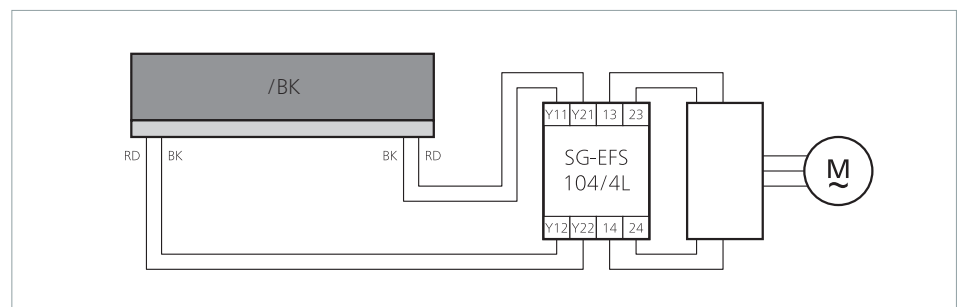 /BK
RD BK BK RD
Y11 Y21 13 23
SG-EFS
104/4L
Y12 Y22 14 24
M
~